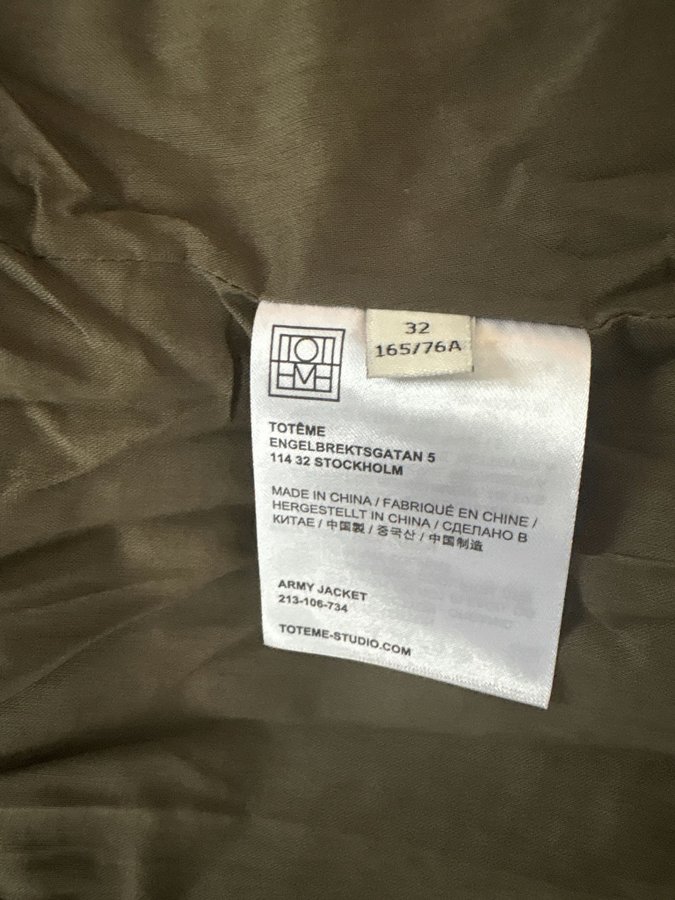 TOT
EME
32
165/76A
TOTÊME
ENGELBREKTSGATAN 5
114 32 STOCKHOLM
MADE IN CHINA / FABRIQUÉ EN CHINE /
HERGESTELLT IN CHINA / СДЕЛАНО В
КИТАЕ / 中国製 / 중국산 / 中国制造
ARMY JACKET
213-106-734
TOTEME-STUDIO.COM